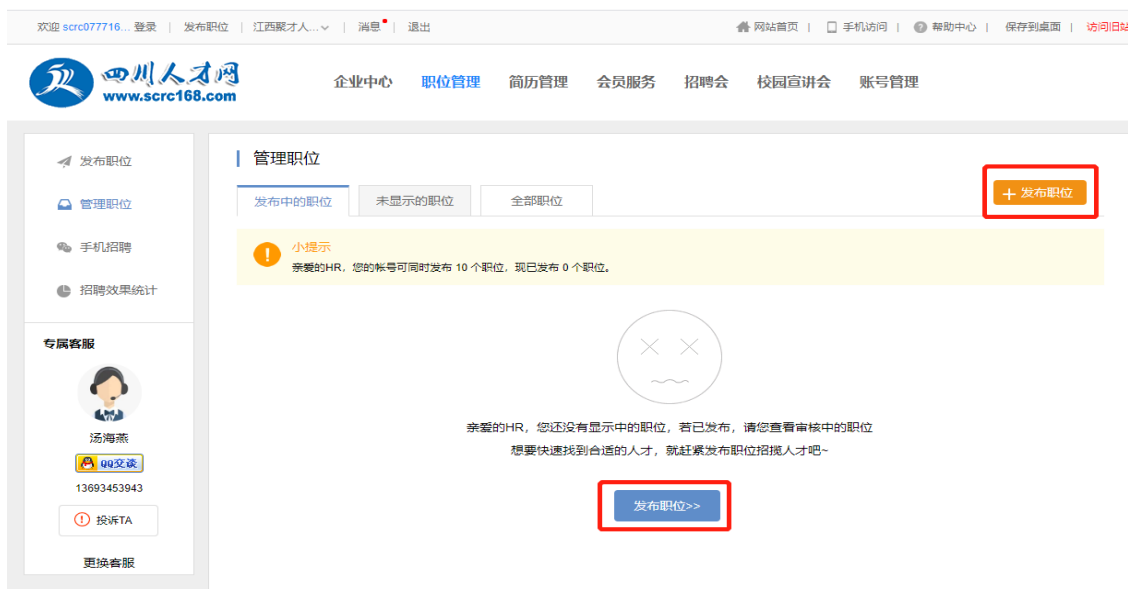 欢迎 scrc077716... 登录 | 发布职位 | 江西聚才人... | 消息 | 退出
网站首页 | 手机访问 | 帮助中心 | 保存到桌面 | 访问旧站
四川人才网
www.scrc168.com
企业中心 职位管理 简历管理 会员服务 招聘会 校园宣讲会 账号管理
发布职位
管理职位
手机招聘
招聘效果统计
专属客服
汤海燕
QQ交谈
13693453943
投诉TA
更换客服
管理职位
发布中的职位 未显示的职位 全部职位
+ 发布职位
小提示
亲爱的HR，您的帐号可同时发布 10 个职位，现已发布 0 个职位。
亲爱的HR，您还没有显示中的职位，若已发布，请您查看审核中的职位
想要快速找到合适的人才，就赶紧发布职位招揽人才吧~
发布职位>>